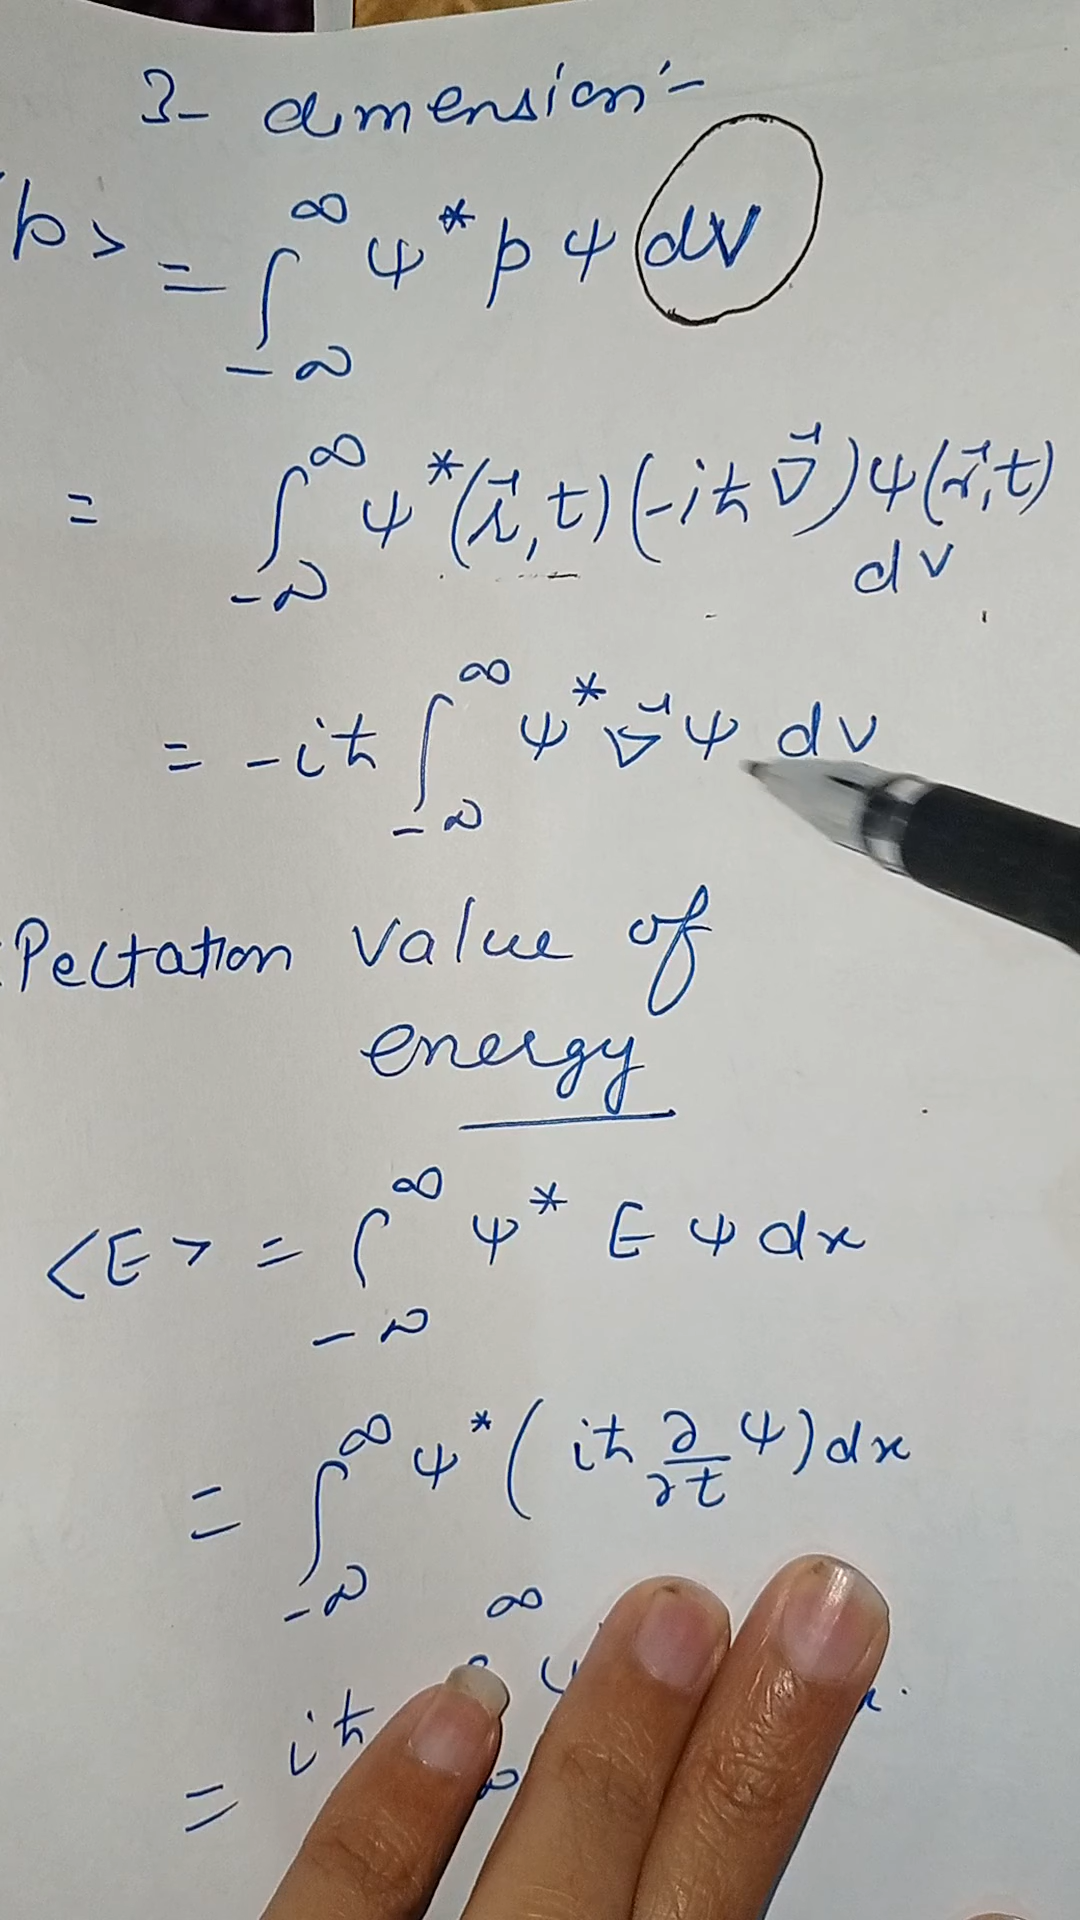 3- dimension:-
p> = ∫_{-∞}^{∞} ψ* p ψ dV
= ∫_{-∞}^{∞} ψ*(r⃗,t)(-iħ ∇⃗)ψ(r⃗,t)
dv
= -iħ ∫_{-∞}^{∞} ψ* ∇⃗ ψ dv
Pectation value of
energy
<E> = ∫_{-∞}^{∞} ψ* E ψ dx
= ∫_{-∞}^{∞} ψ* ( iħ ∂/∂t ψ) dx
= iħ ∞